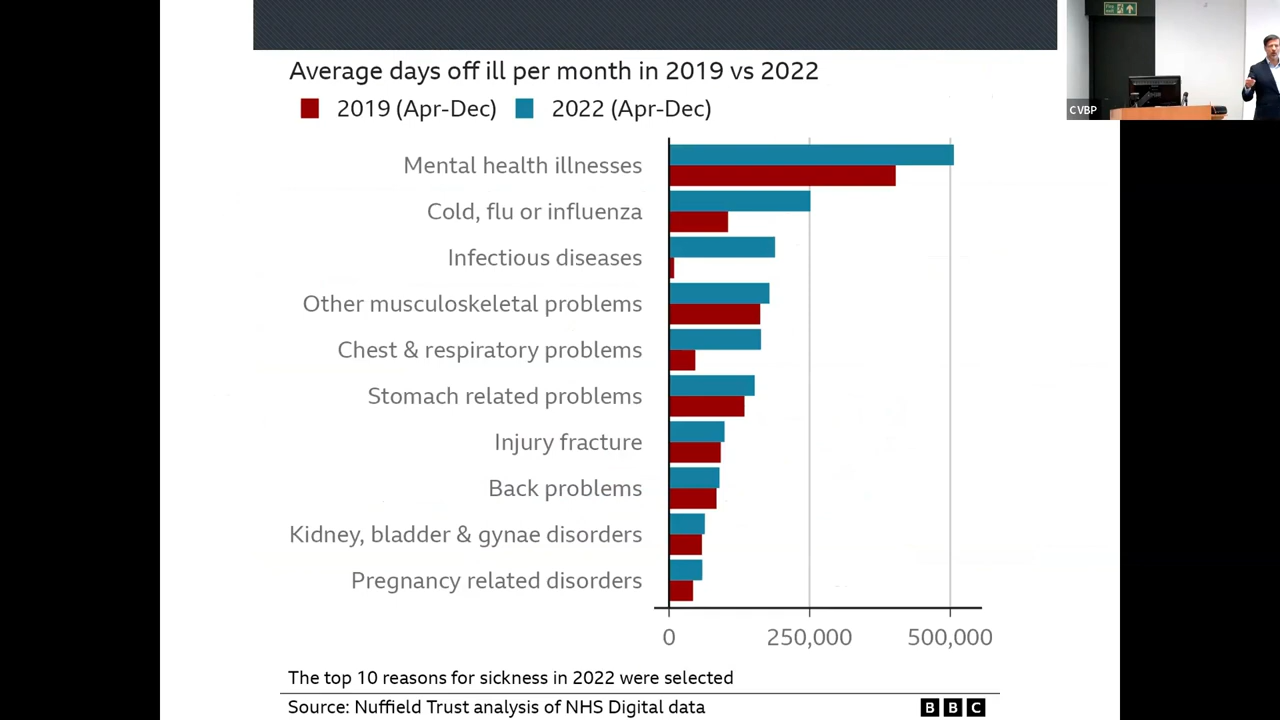 Average days off ill per month in 2019 vs 2022
2019 (Apr-Dec) 2022 (Apr-Dec)
Mental health illnesses
Cold, flu or influenza
Infectious diseases
Other musculoskeletal problems
Chest & respiratory problems
Stomach related problems
Injury fracture
Back problems
Kidney, bladder & gynae disorders
Pregnancy related disorders
0 250,000 500,000
The top 10 reasons for sickness in 2022 were selected
Source: Nuffield Trust analysis of NHS Digital data
BBC
CVBP